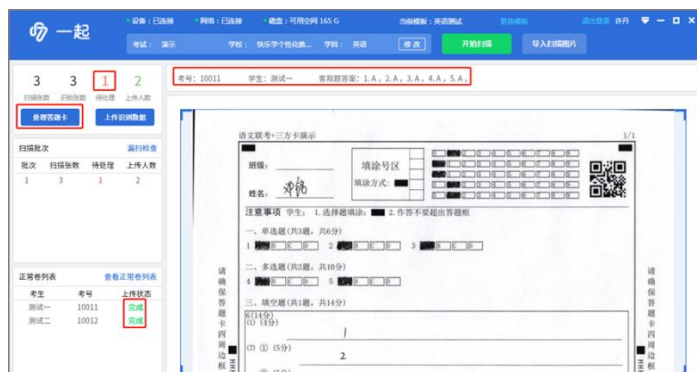 一起
设备：已连接 网络：已连接 磁盘：可用空间 165 G 当前模板：英语测试 更换模板 退出登录 许丹
考试： 演示 学校： 快乐学个性化教... 学科： 英语 修改 开始扫描 导入扫描图片
3 3 1 2
扫描张数 识别张数 待处理 上传人数
处理答题卡 上传识别数据
考号：10011 学生：测试一 客观题答案：1.A，2.A，3.A，4.A，5.A，
扫描批次 漏扫检查
批次 扫描张数 待处理 上传人数
1 3 1 2
正常卷列表 查看正常卷列表
考生 考号 上传状态
测试一 10011 完成
测试二 10012 完成
语文联考+三方卡演示 1/1
班级：
姓名：
填涂号区
填涂方式：
注意事项 学生： 1.选择题填涂： 2.作答不要超出答题框
一、单选题(共3题，共6分)
1 B C D 2 B C D 3 B C D
二、多选题(共2题，共10分)
4 B C D 5 B C D
三、填空题(共1题，共14分)
6(14分)
(1) (4分)
1
(2) ① (5分)
2
请确保答题卡四周边框
请确保答题卡四周边框